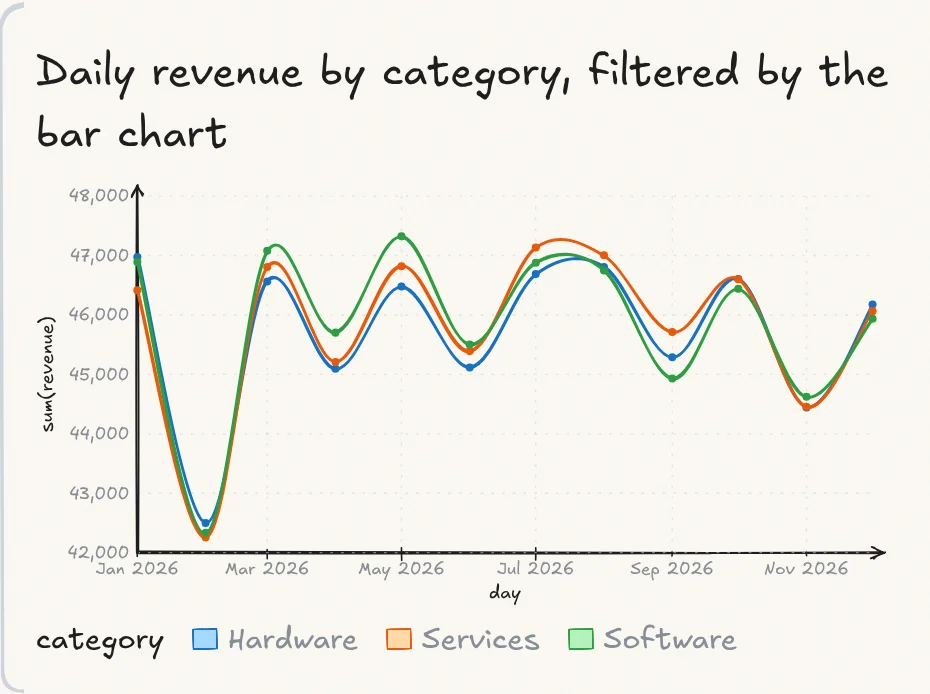 Daily revenue by category, filtered by the
bar chart
48,000
47,000
46,000
45,000
44,000
43,000
42,000
sum(revenue)
Jan 2026 Mar 2026 May 2026 Jul 2026 Sep 2026 Nov 2026
day
category Hardware Services Software